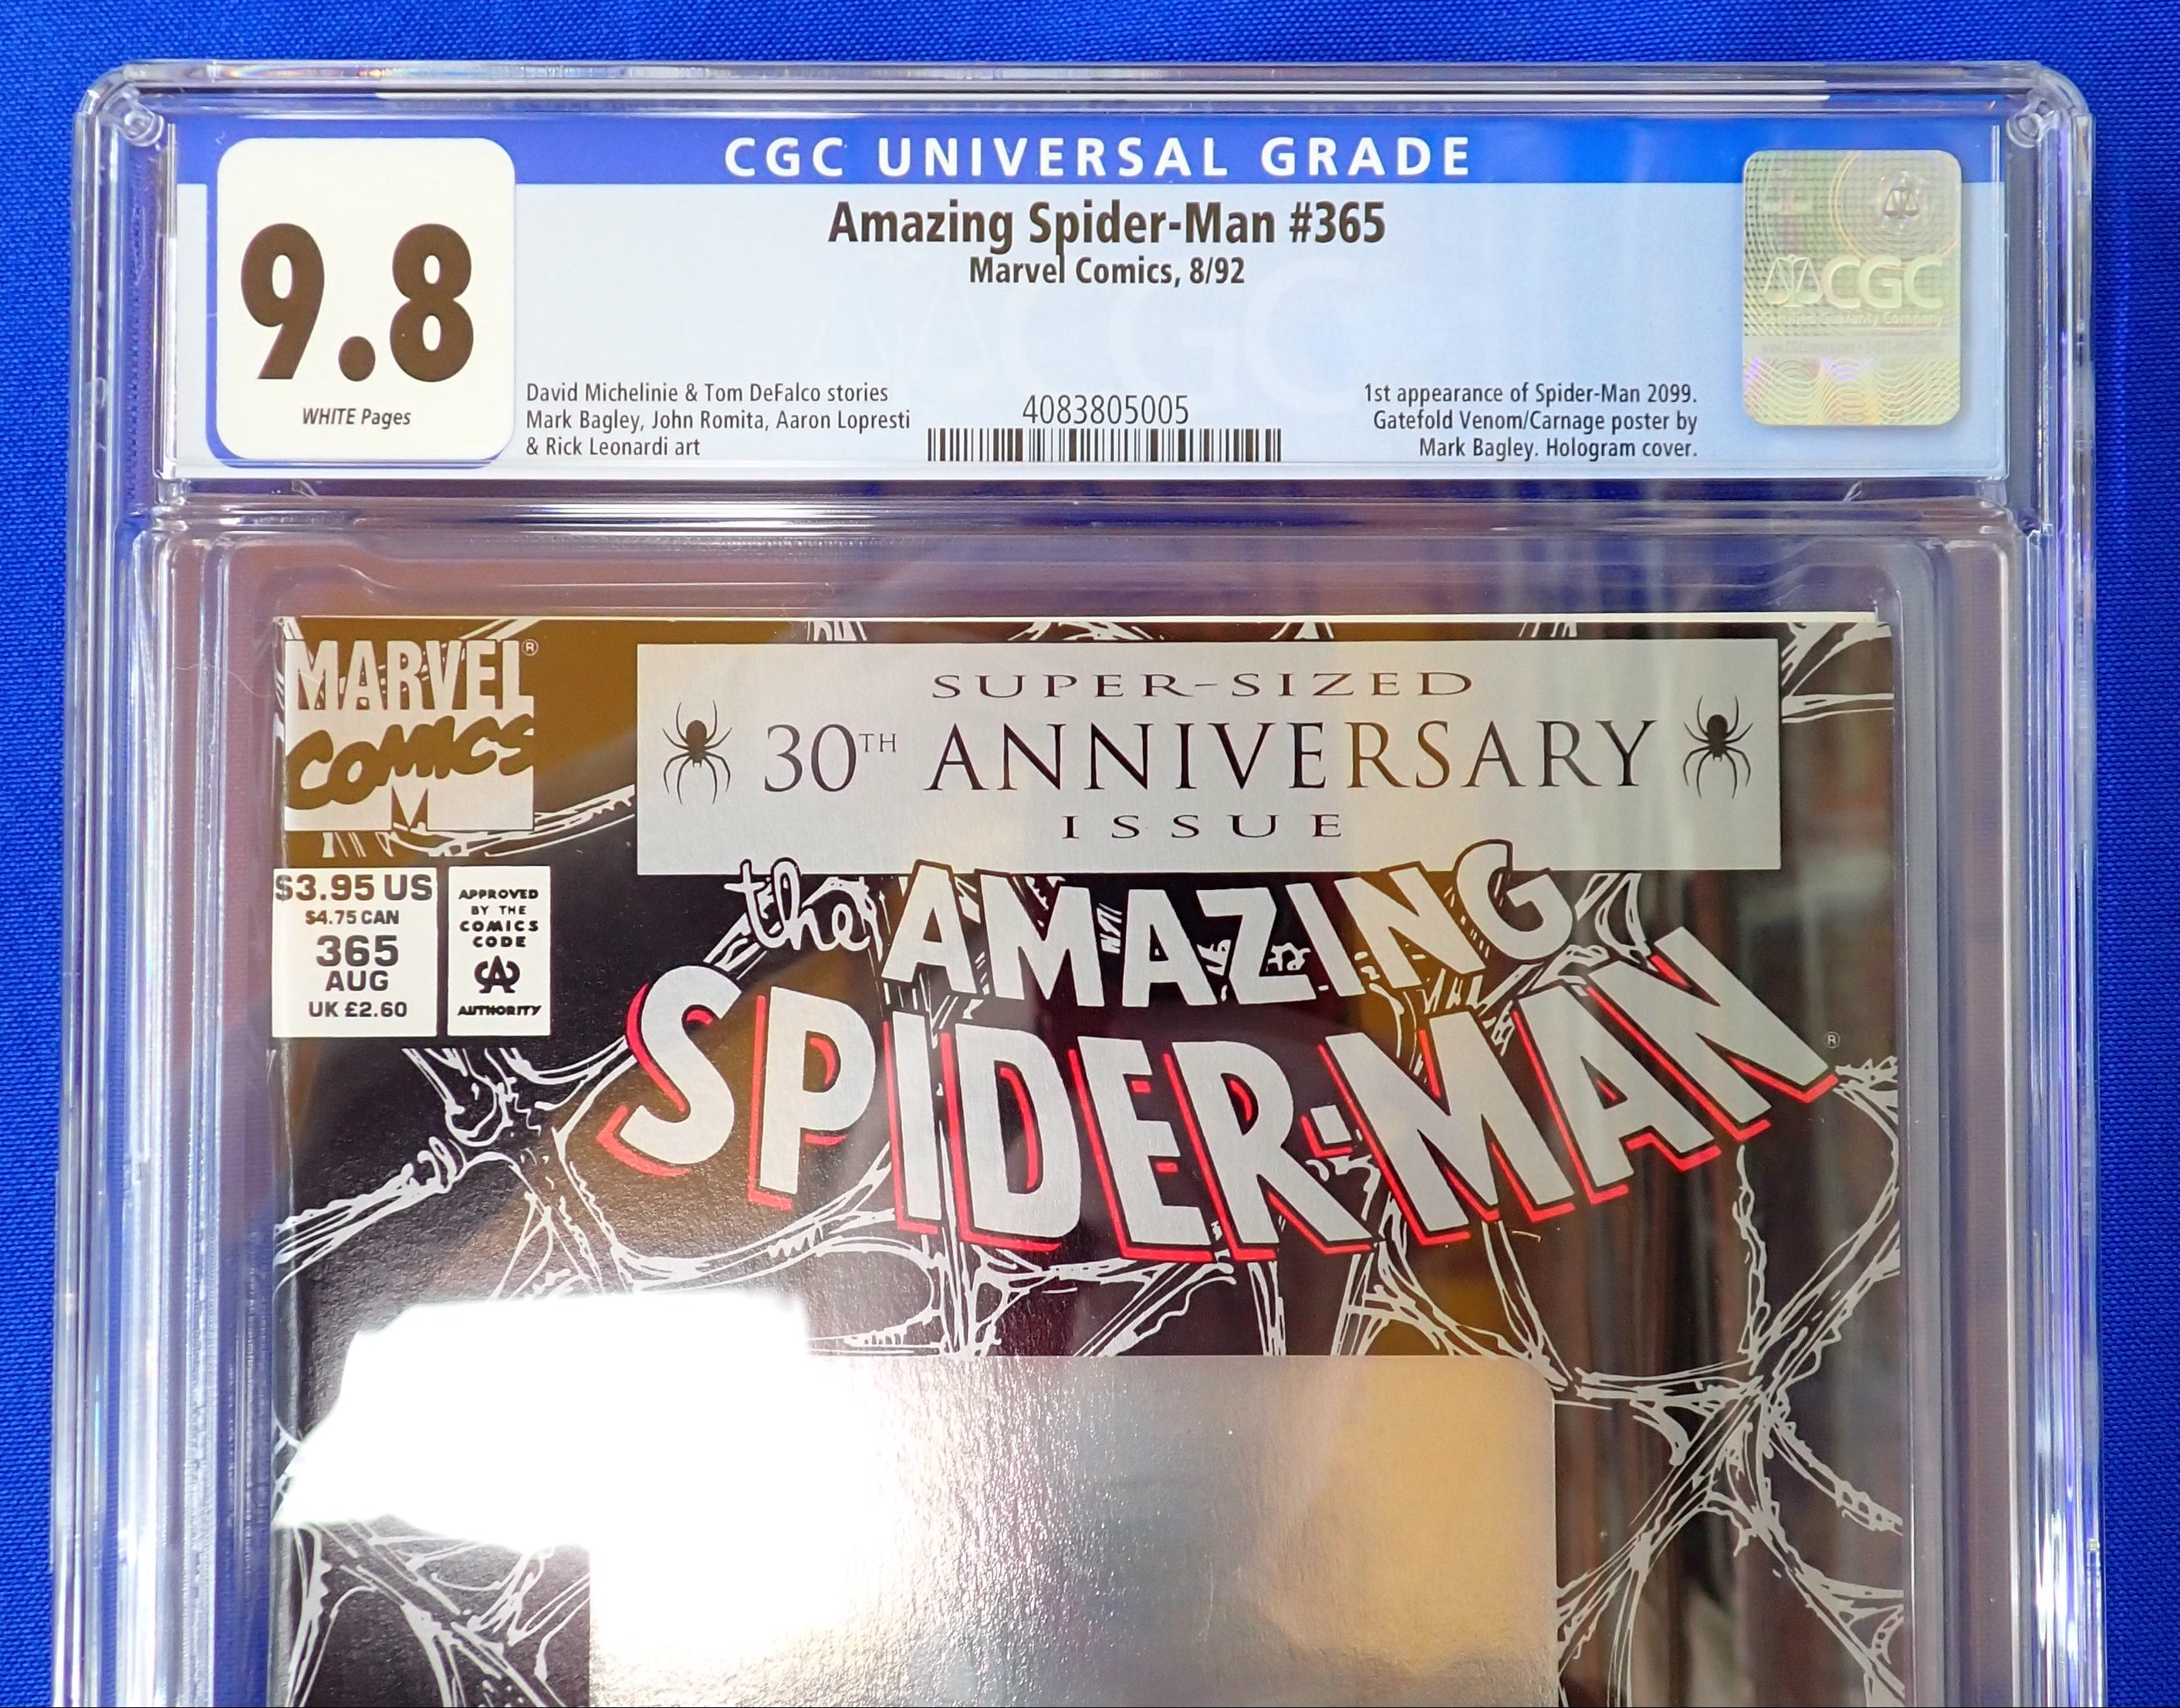 CGC UNIVERSAL GRADE
9.8
WHITE Pages
Amazing Spider-Man #365
Marvel Comics, 8/92
David Michelinie & Tom DeFalco stories
Mark Bagley, John Romita, Aaron Lopresti
& Rick Leonardi art
4083805005
1st appearance of Spider-Man 2099.
Gatefold Venom/Carnage poster by
Mark Bagley. Hologram cover.
CGC
CGC
MARVEL®
COMICS
M
SUPER-SIZED
30TH ANNIVERSARY
ISSUE
$3.95 US
$4.75 CAN
365
AUG
UK £2.60
APPROVED
BY THE
COMICS
CODE
CA
AUTHORITY
the AMAZING
SPIDER-MAN®